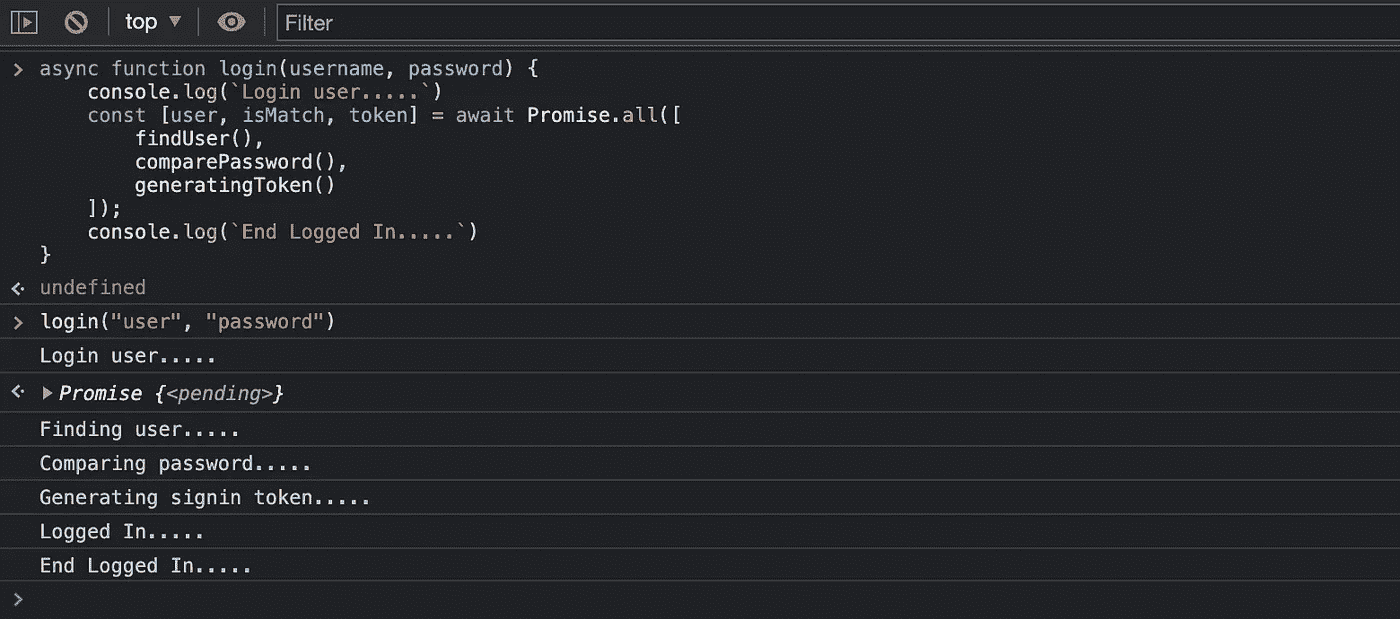 top
Filter
async function login(username, password) {
    console.log(`Login user.....`)
    const [user, isMatch, token] = await Promise.all([
        findUser(),
        comparePassword(),
        generatingToken()
    ]);
    console.log(`End Logged In.....`)
}
undefined
login("user", "password")
Login user.....
Promise {<pending>}
Finding user.....
Comparing password.....
Generating signin token.....
Logged In.....
End Logged In.....